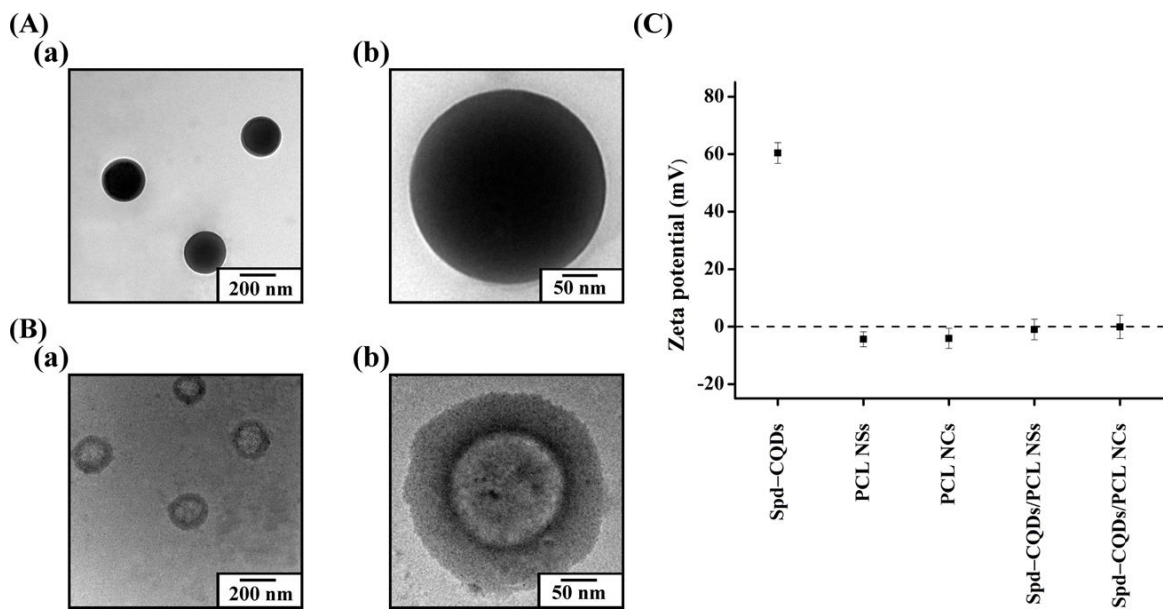 (A)
(a)
200 nm
(b)
50 nm
(B)
(a)
200 nm
(b)
50 nm
(C)
Zeta potential (mV)
80
60
40
20
0
-20
Spd−CQDs
PCL NSs
PCL NCs
Spd−CQDs/PCL NSs
Spd−CQDs/PCL NCs